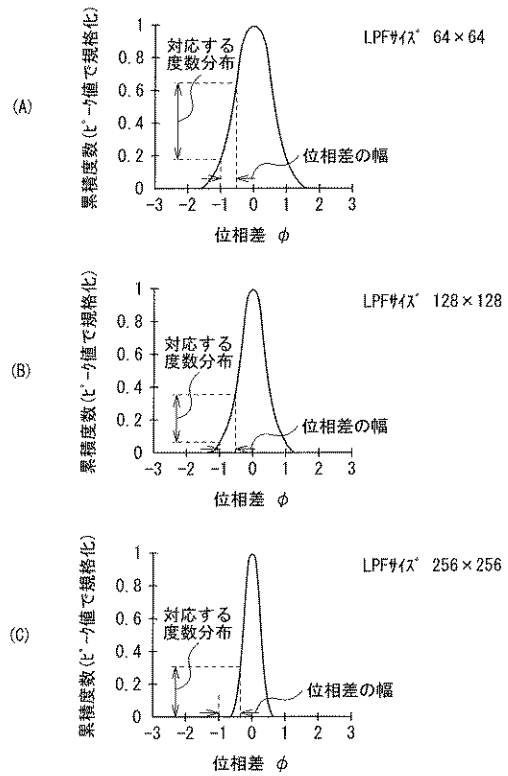 (A)
LPFｻｲｽﾞ 64×64
累積度数(ﾋﾟｰｸ値で規格化)
1
0.8
0.6
0.4
0.2
0
対応する
度数分布
位相差の幅
-3 -2 -1 0 1 2 3
位相差 φ
(B)
LPFｻｲｽﾞ 128×128
累積度数(ﾋﾟｰｸ値で規格化)
1
0.8
0.6
0.4
0.2
0
対応する
度数分布
位相差の幅
-3 -2 -1 0 1 2 3
位相差 φ
(C)
LPFｻｲｽﾞ 256×256
累積度数(ﾋﾟｰｸ値で規格化)
1
0.8
0.6
0.4
0.2
0
対応する
度数分布
位相差の幅
-3 -2 -1 0 1 2 3
位相差 φ